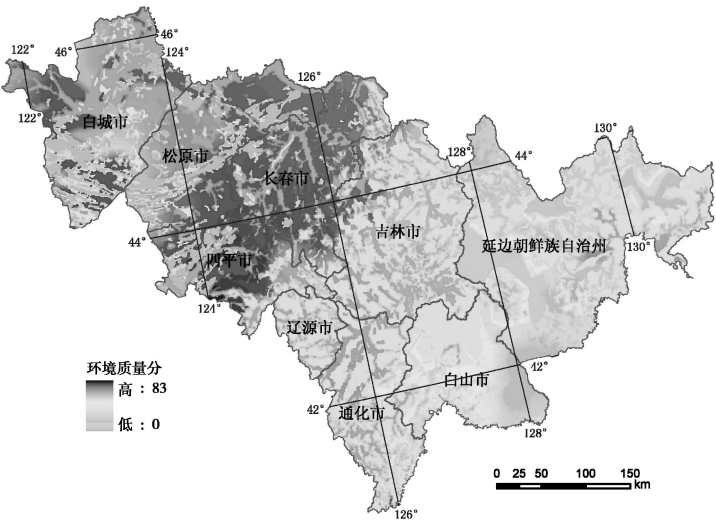 122°
46°
46°
124°
126°
122°
白城市
松原市
长春市
128°
44°
130°
44°
吉林市
延边朝鲜族自治州
130°
四平市
124°
辽源市
42°
白山市
42°
通化市
128°
126°
环境质量分
高：83
低：0
0 25 50 100 150
km